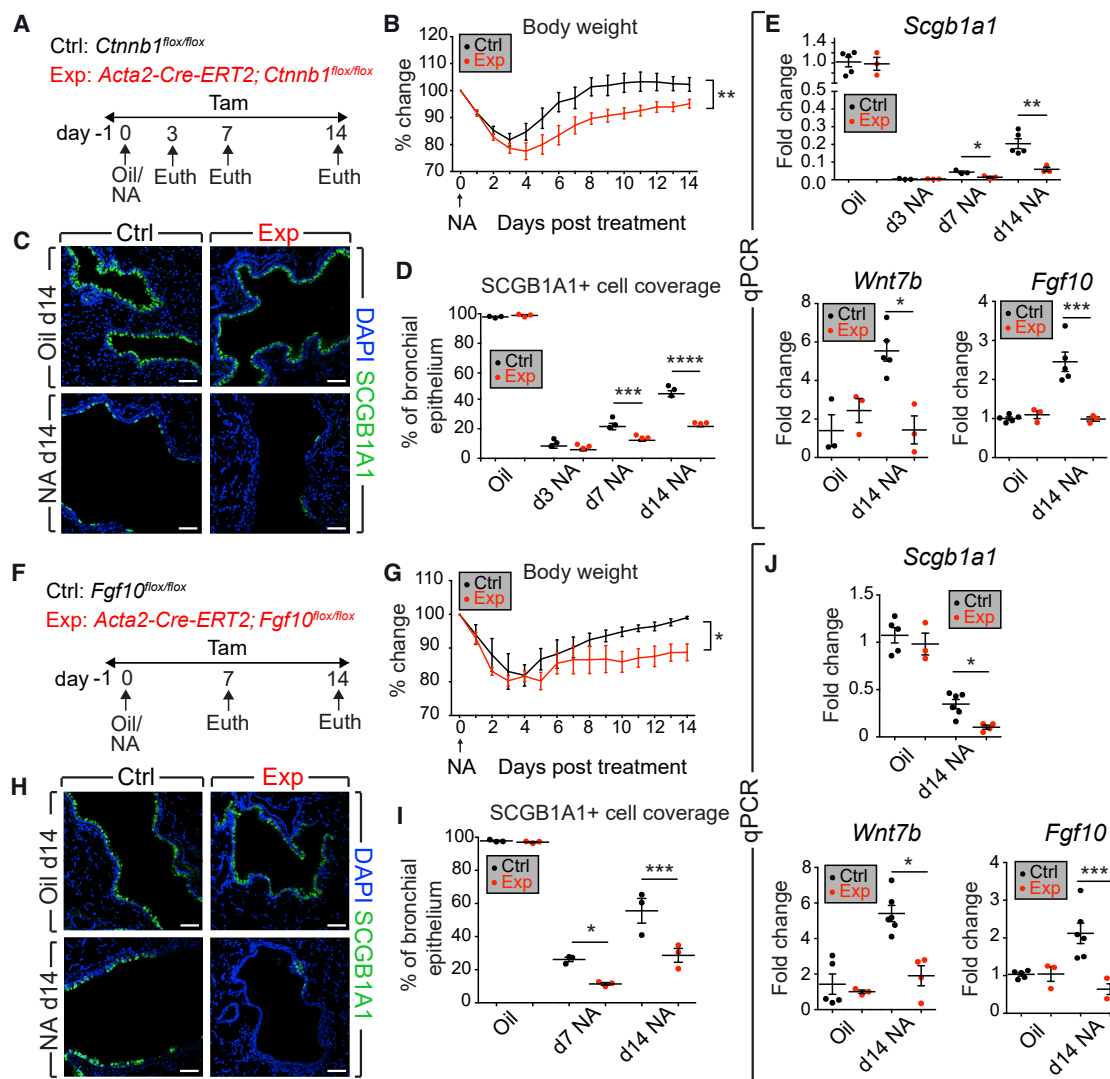 A
Ctrl: Ctnnb1flox/flox
Exp: Acta2-Cre-ERT2; Ctnnb1flox/flox
Tam
day -1 0 3 7 14
Oil/
NA
Euth Euth Euth
B
Body weight
Ctrl
Exp
% change
110
100
90
80
70
**
0 2 4 6 8 10 12 14
NA
Days post treatment
C
Ctrl Exp
Oil d14
NA d14
DAPI SCGB1A1
D
SCGB1A1+ cell coverage
Ctrl
Exp
% of bronchial
epithelium
100
80
60
40
20
0
*** ****
Oil d3 NA d7 NA d14 NA
E
qPCR
Scgb1a1
Ctrl
Exp
Fold change
1.2
1.0
0.8
0.6
0.4
0.2
0.1
0.0
* **
Oil d3 NA d7 NA d14 NA
Wnt7b
Ctrl
Exp
Fold change
8
6
4
2
0
*
Oil d14 NA
Fgf10
Ctrl
Exp
Fold change
4
3
2
1
0
***
Oil d14 NA
F
Ctrl: Fgf10flox/flox
Exp: Acta2-Cre-ERT2; Fgf10flox/flox
Tam
day -1 0 7 14
Oil/
NA
Euth Euth
G
Body weight
Ctrl
Exp
% change
110
100
90
80
70
*
0 2 4 6 8 10 12 14
NA
Days post treatment
H
Ctrl Exp
Oil d14
NA d14
DAPI SCGB1A1
I
SCGB1A1+ cell coverage
Ctrl
Exp
% of bronchial
epithelium
100
80
60
40
20
0
* ***
Oil d7 NA d14 NA
J
qPCR
Scgb1a1
Ctrl
Exp
Fold change
1.5
1
0.5
0
*
Oil d14 NA
Wnt7b
Ctrl
Exp
Fold change
8
6
4
2
0
*
Oil d14 NA
Fgf10
Ctrl
Exp
Fold change
4
3
2
1
0
***
Oil d14 NA